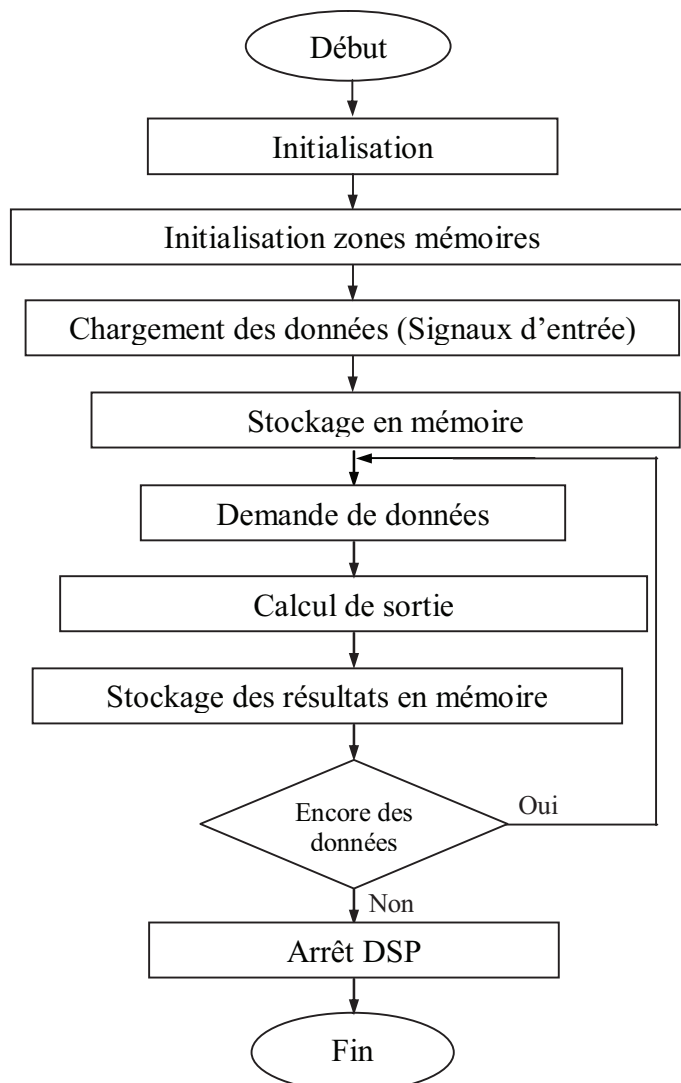 Début
Initialisation
Initialisation zones mémoires
Chargement des données (Signaux d’entrée)
Stockage en mémoire
Demande de données
Calcul de sortie
Stockage des résultats en mémoire
Encore des
données
Oui
Non
Arrêt DSP
Fin